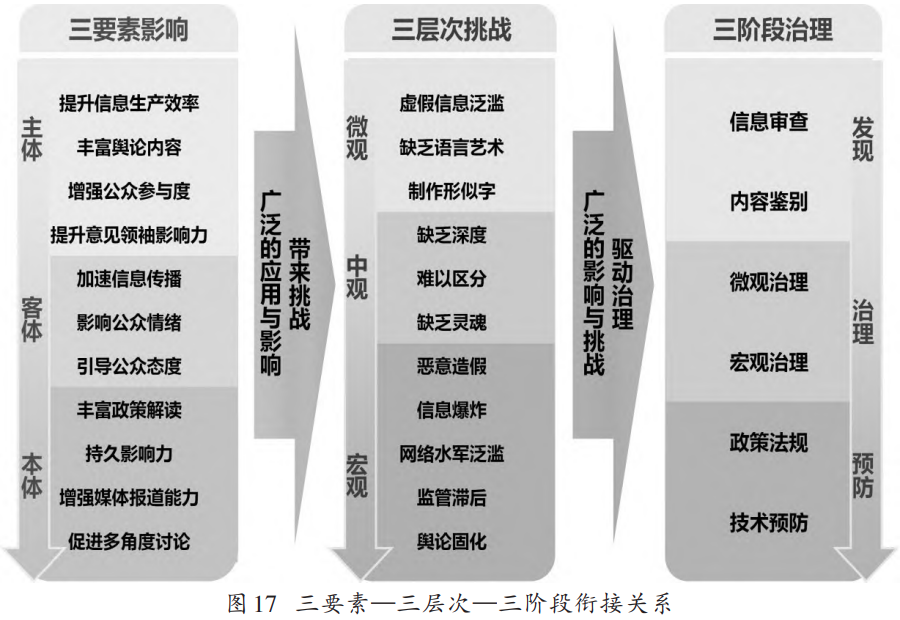 三要素影响
主体
提升信息生产效率
丰富舆论内容
增强公众参与度
提升意见领袖影响力
客体
加速信息传播
影响公众情绪
引导公众态度
本体
丰富政策解读
持久影响力
增强媒体报道能力
促进多角度讨论
广泛的应用与影响
带来挑战
三层次挑战
微观
虚假信息泛滥
缺乏语言艺术
制作形似字
中观
缺乏深度
难以区分
缺乏灵魂
宏观
恶意造假
信息爆炸
网络水军泛滥
监管滞后
舆论固化
广泛的影响与挑战
驱动治理
三阶段治理
发现
信息审查
内容鉴别
治理
微观治理
宏观治理
预防
政策法规
技术预防
图17 三要素—三层次—三阶段衔接关系